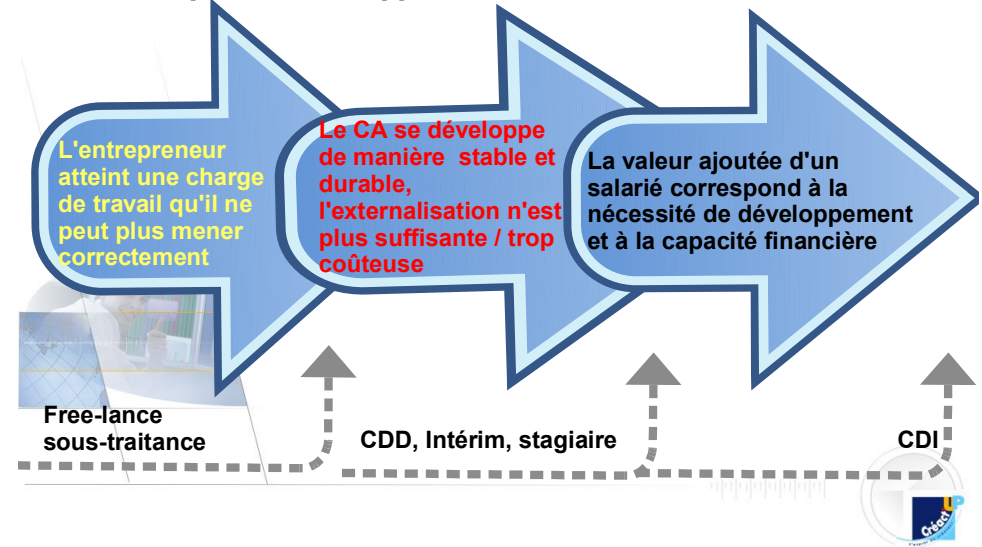 L'entrepreneur
atteint une charge
de travail qu'il ne
peut plus mener
correctement
Le CA se développe
de manière stable et
durable,
l'externalisation n'est
plus suffisante / trop
coûteuse
La valeur ajoutée d'un
salarié correspond à la
nécessité de développement
et à la capacité financière
Free-lance
sous-traitance
CDD, Intérim, stagiaire
CDI
Créact UP